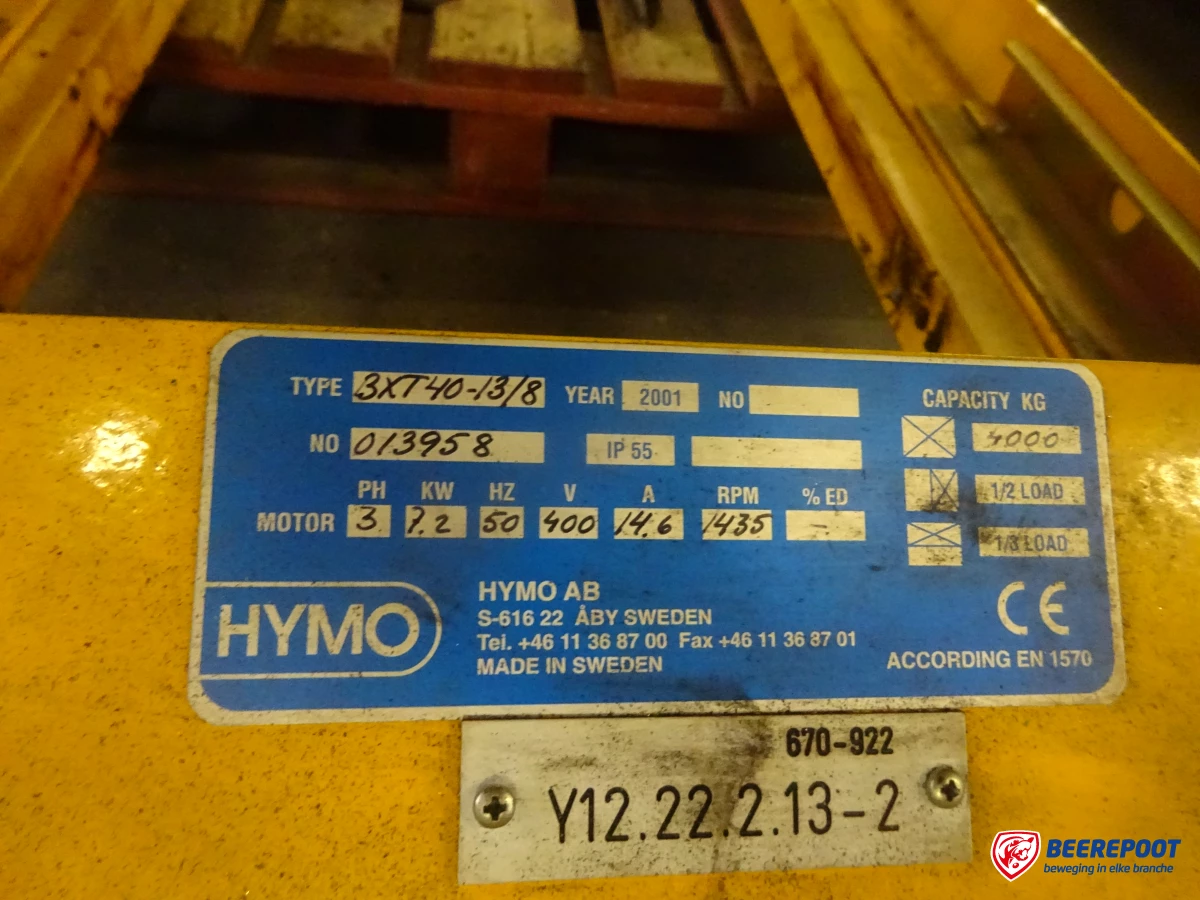 TYPE 3XT40-13/8 YEAR 2001 NO
NO 013958 IP 55
PH KW HZ V A RPM % ED
MOTOR 3 7.2 50 400 14.6 1435 -
CAPACITY KG
4000
1/2 LOAD
1/3 LOAD
HYMO
HYMO AB
S-616 22 ÅBY SWEDEN
Tel. +46 11 36 87 00 Fax +46 11 36 87 01
MADE IN SWEDEN
CE
ACCORDING EN 1570
670-922
Y12.22.2.13-2
BEEREPOOT
beweging in elke branche